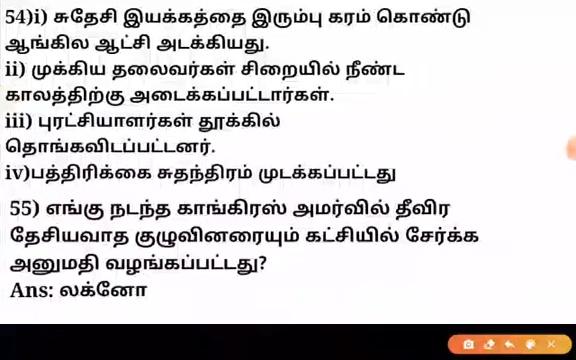 54)i) சுதேசி இயக்கத்தை இரும்பு கரம் கொண்டு
ஆங்கில ஆட்சி அடக்கியது.
ii) முக்கிய தலைவர்கள் சிறையில் நீண்ட
காலத்திற்கு அடைக்கப்பட்டார்கள்.
iii) புரட்சியாளர்கள் தூக்கில்
தொங்கவிடப்பட்டனர்.
iv)பத்திரிக்கை சுதந்திரம் முடக்கப்பட்டது
55) எங்கு நடந்த காங்கிரஸ் அமர்வில் தீவிர
தேசியவாத குழுவினரையும் கட்சியில் சேர்க்க
அனுமதி வழங்கப்பட்டது?
Ans: லக்னோ